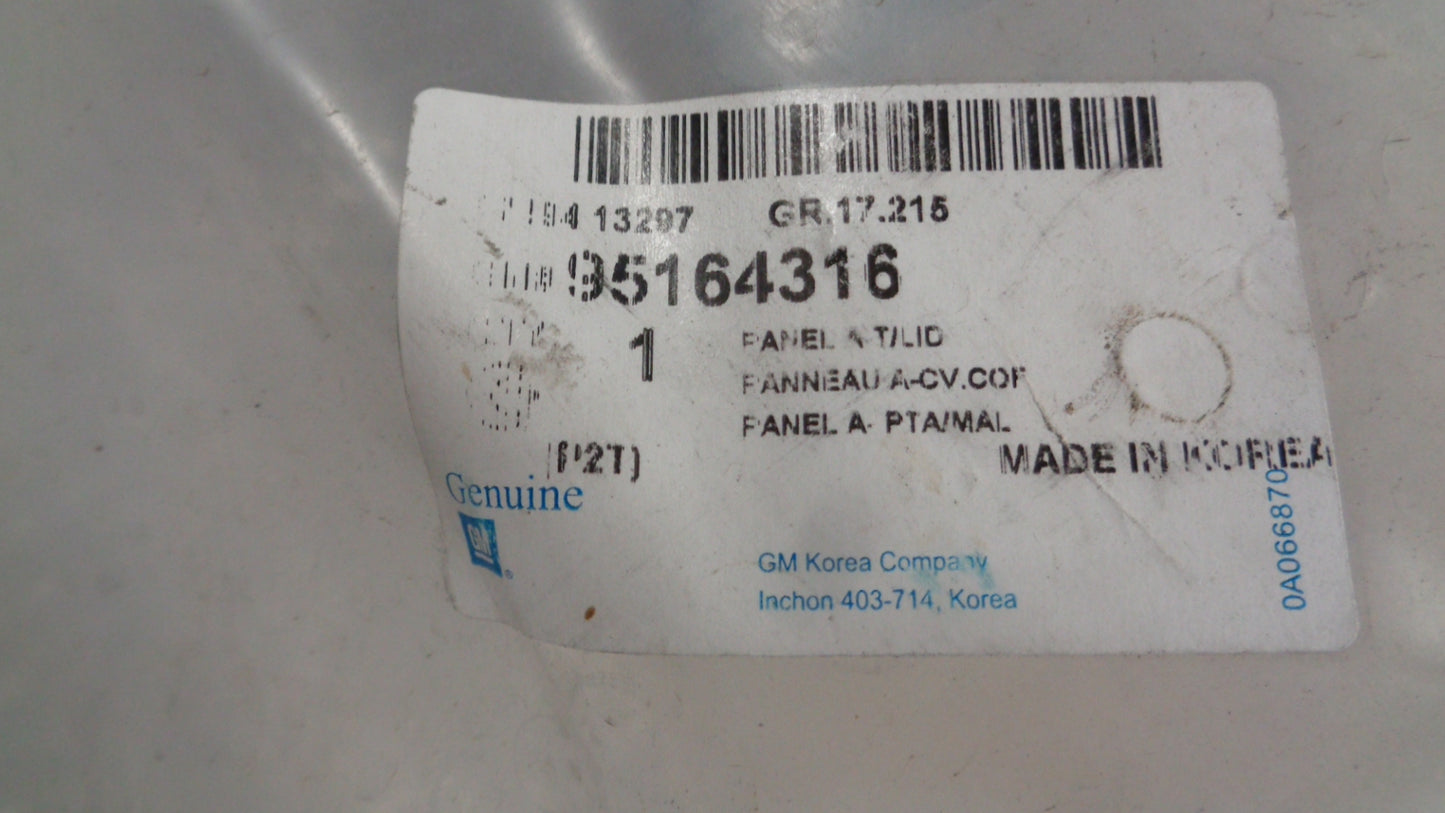 13297 GR.17.215
95164316
1 PANEL A-T/LID
PANNEAU A-CV.COF
PANEL A- PTA/MAL
(P2T)
MADE IN KOREA
Genuine
GM
GM Korea Company
Inchon 403-714, Korea
0A066870